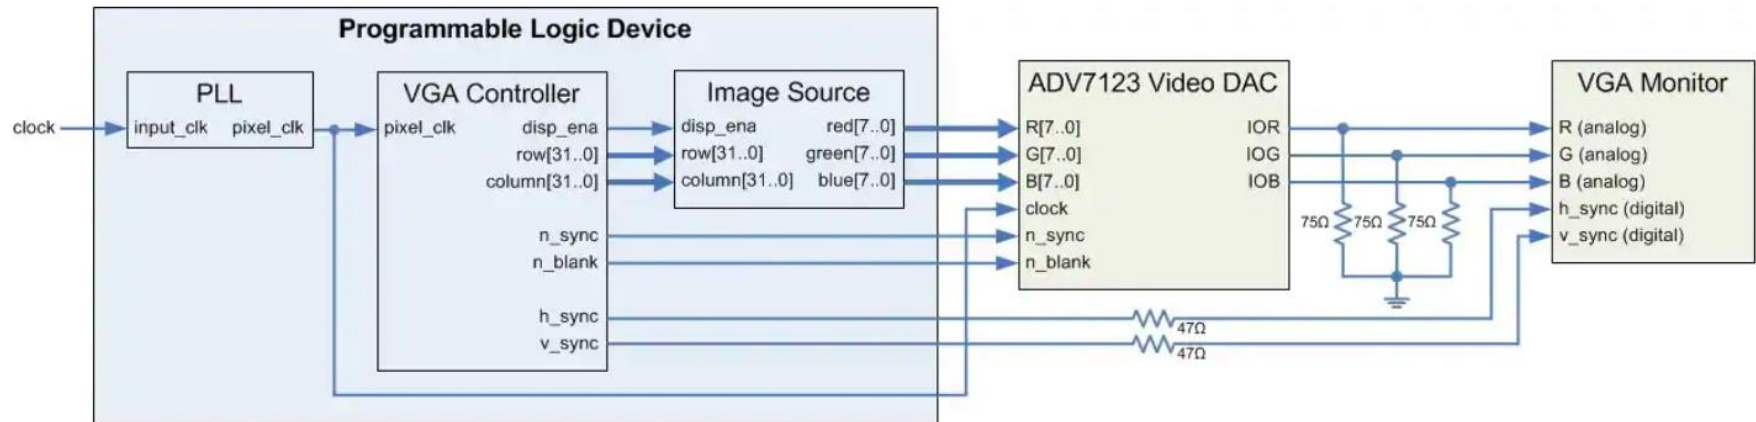 Programmable Logic Device
PLL
VGA Controller
Image Source
ADV7123 Video DAC
VGA Monitor
clock
input_clk
pixel_clk
pixel_clk
disp_ena
disp_ena
red[7..0]
R[7..0]
IOR
R (analog)
row[31..0]
row[31..0]
green[7..0]
G[7..0]
IOG
G (analog)
column[31..0]
column[31..0]
blue[7..0]
B[7..0]
IOB
B (analog)
clock
h_sync (digital)
75Ω
75Ω
75Ω
n_sync
n_sync
v_sync (digital)
n_blank
n_blank
h_sync
47Ω
v_sync
47Ω